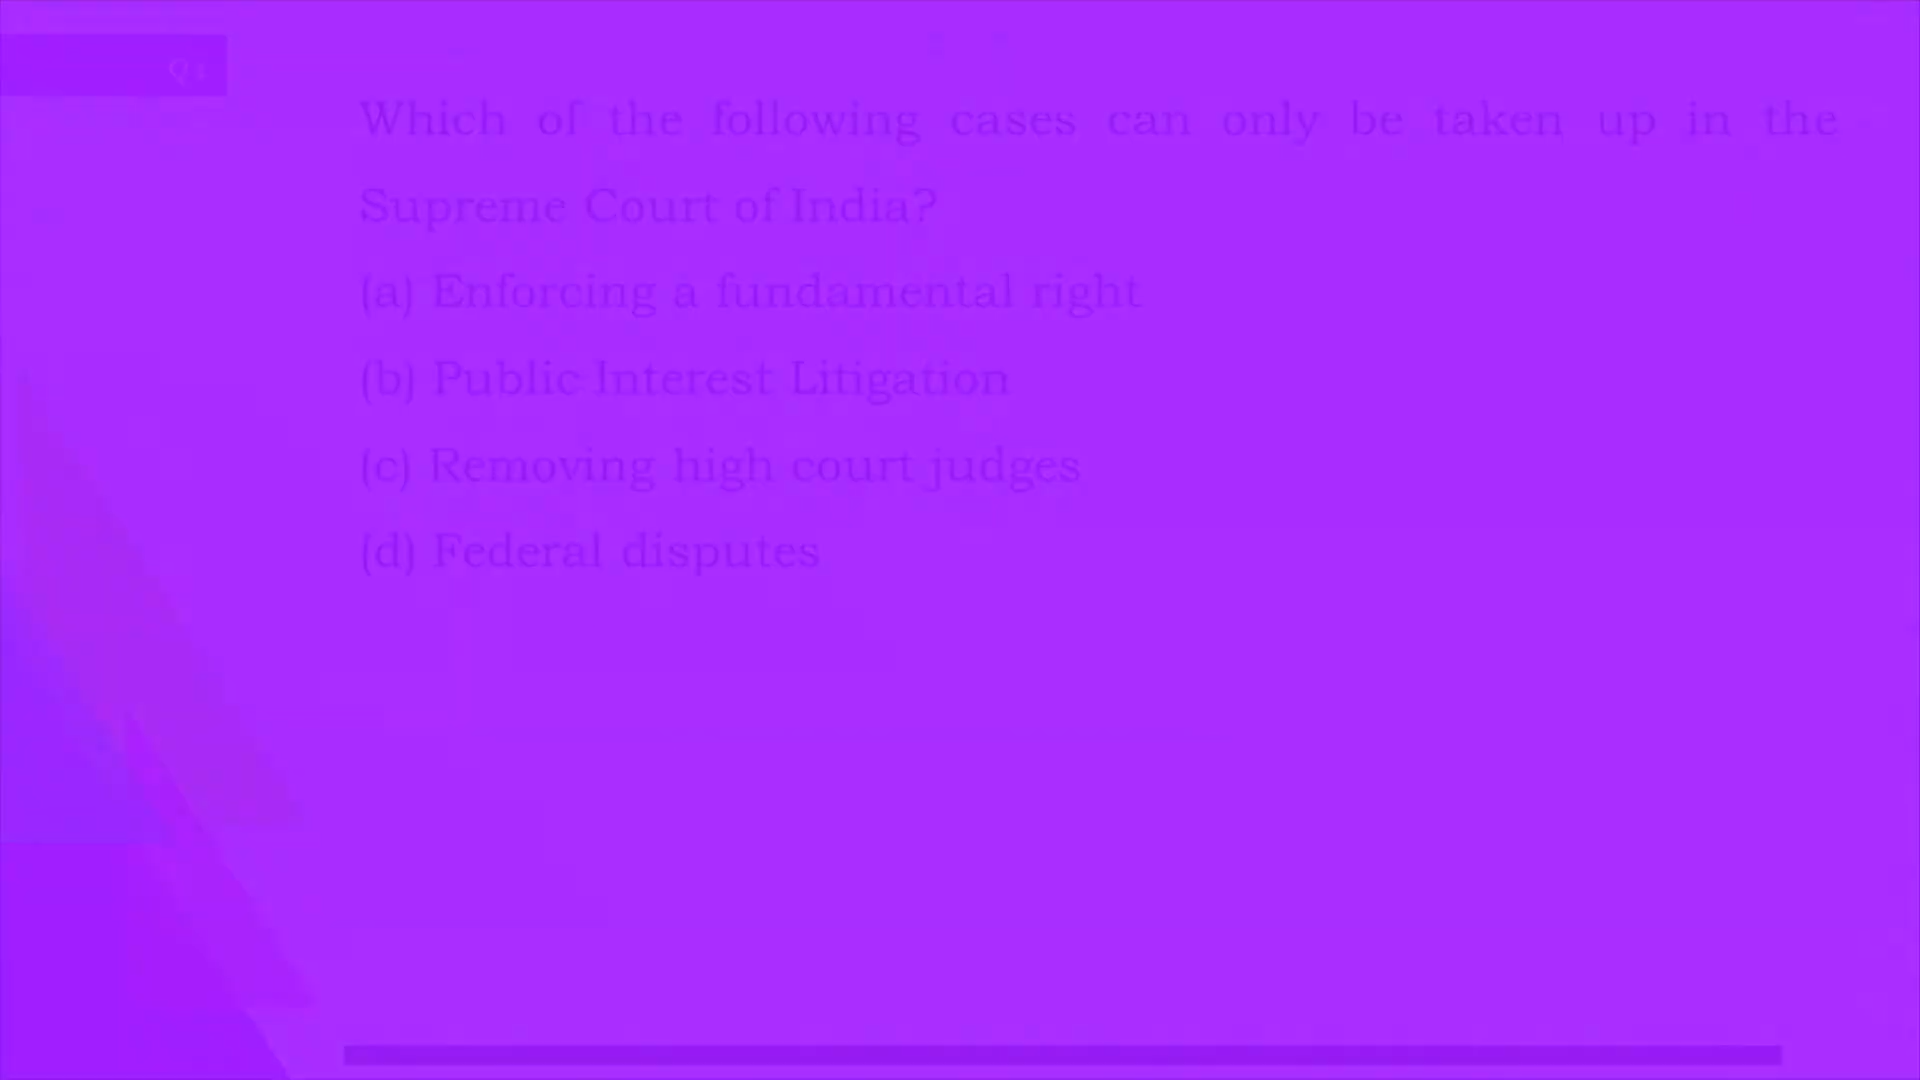 Q1
Which of the following cases can only be taken up in the
Supreme Court of India?
(a) Enforcing a fundamental right
(b) Public Interest Litigation
(c) Removing high court judges
(d) Federal disputes